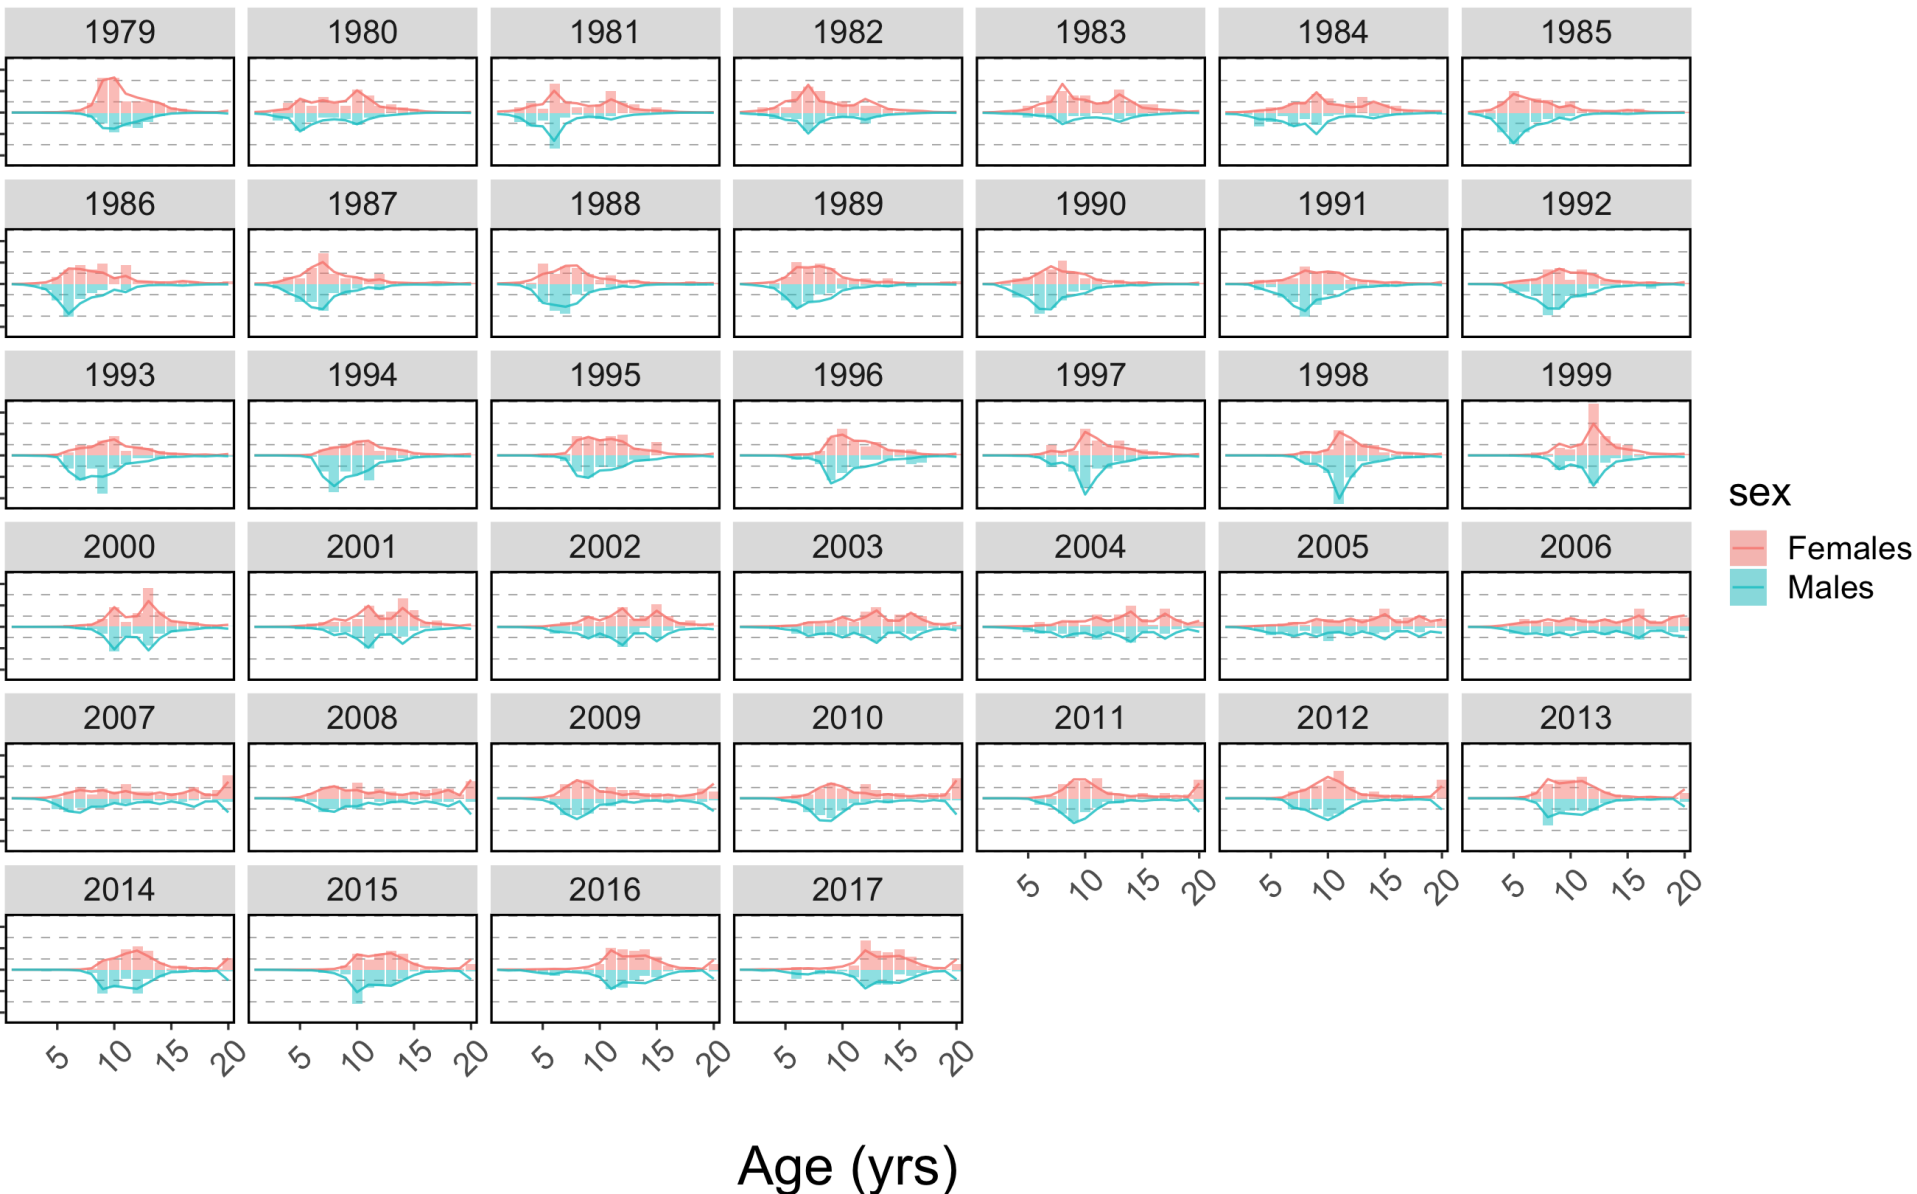 1979 1980 1981 1982 1983 1984 1985
1986 1987 1988 1989 1990 1991 1992
1993 1994 1995 1996 1997 1998 1999
2000 2001 2002 2003 2004 2005 2006
2007 2008 2009 2010 2011 2012 2013
5 10 15 20 5 10 15 20 5 10 15 20
2014 2015 2016 2017
5 10 15 20 5 10 15 20 5 10 15 20 5 10 15 20
Age (yrs)
sex
Females
Males